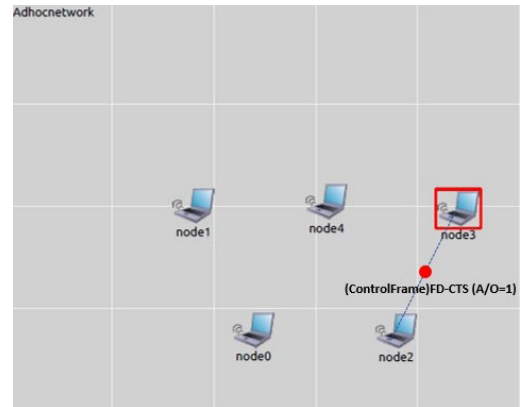 Adhocnetwork
node1
node4
node3
(ControlFrame)FD-CTS (A/O=1)
node0
node2